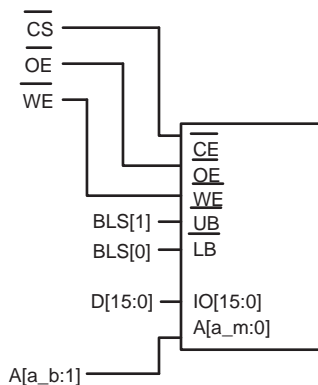 CS
OE
WE
CE
OE
WE
BLS[1] UB
BLS[0] LB
D[15:0] IO[15:0]
A[a_m:0]
A[a_b:1]